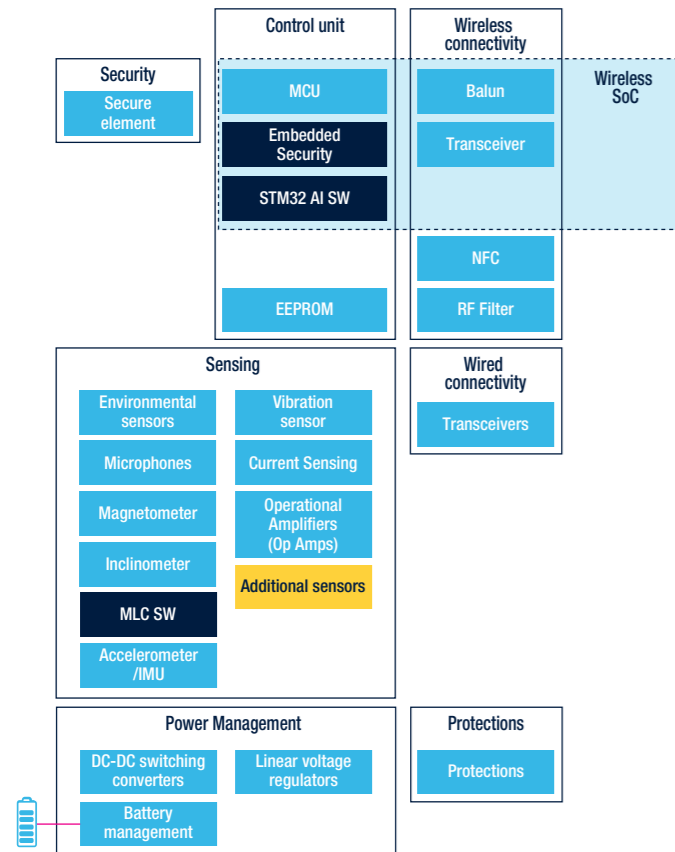 Control unit
Wireless
connectivity
Security
Secure
element
MCU
Embedded
Security
STM32 AI SW
EEPROM
Balun
Transceiver
NFC
RF Filter
Wireless
SoC
Sensing
Environmental
sensors
Microphones
Magnetometer
Inclinometer
MLC SW
Accelerometer
/IMU
Vibration
sensor
Current Sensing
Operational
Amplifiers
(Op Amps)
Additional sensors
Wired
connectivity
Transceivers
Power Management
DC-DC switching
converters
Battery
management
Linear voltage
regulators
Protections
Protections